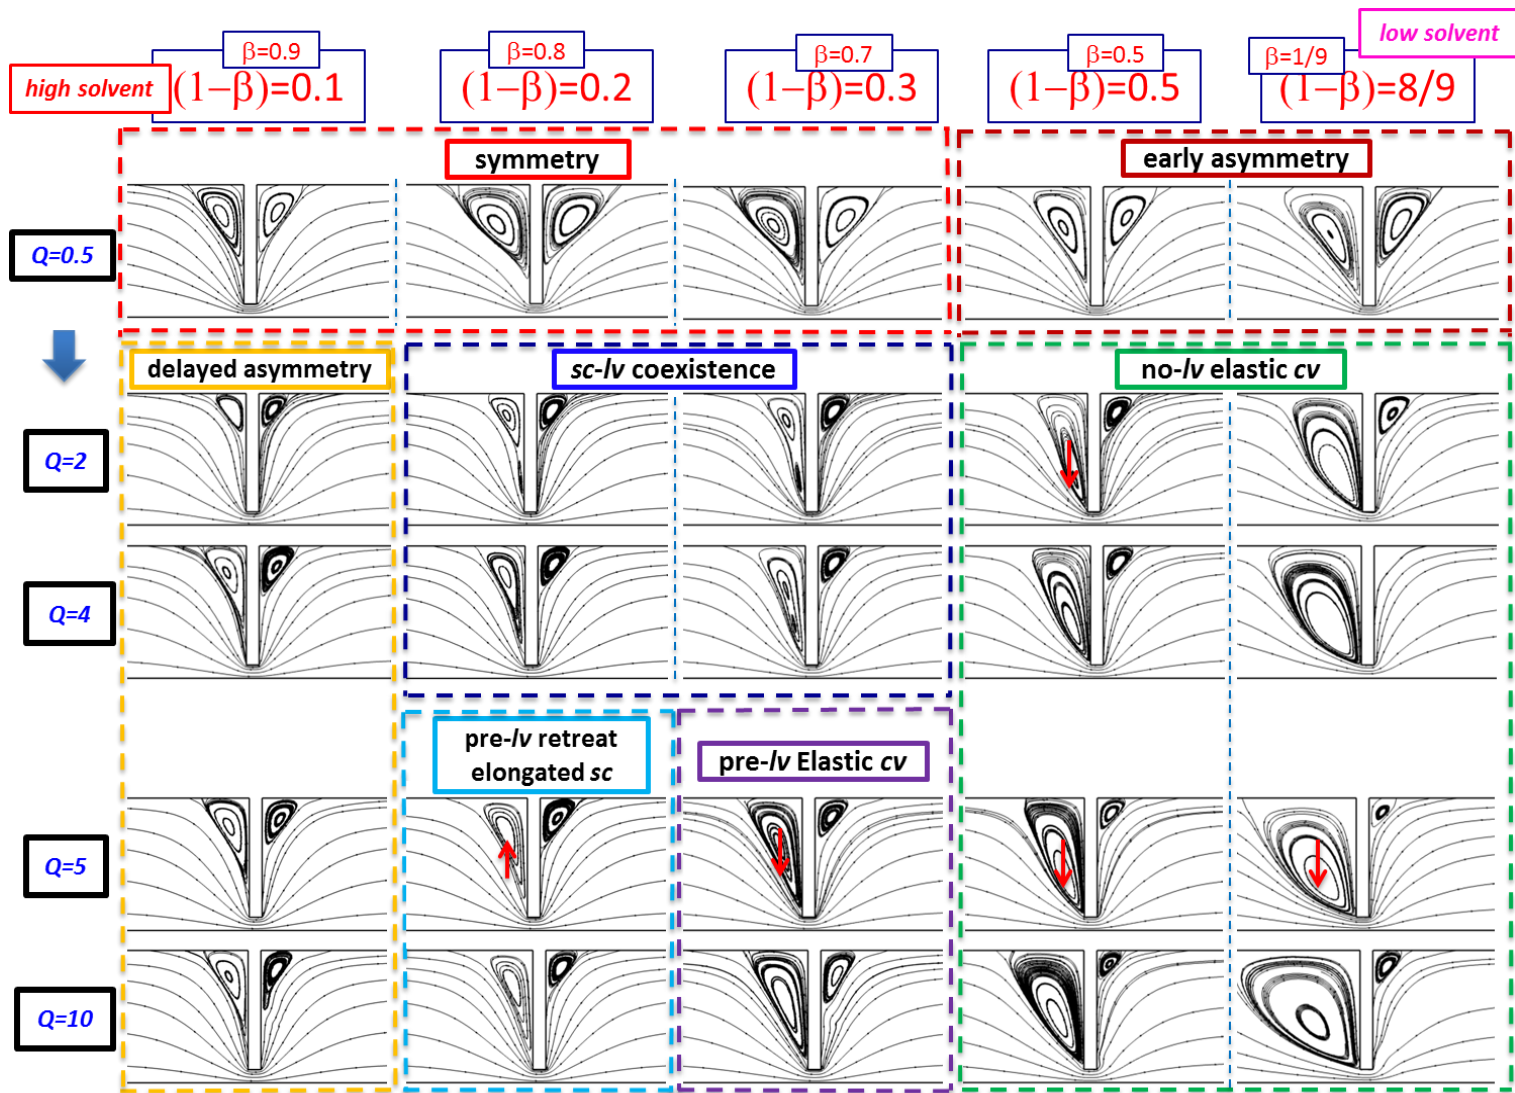 low solvent
β=0.9
β=0.8
β=0.7
β=0.5
β=1/9
high solvent
(1−β)=0.1
(1−β)=0.2
(1−β)=0.3
(1−β)=0.5
(1−β)=8/9
symmetry
early asymmetry
Q=0.5
delayed asymmetry
sc-lv coexistence
no-lv elastic cv
Q=2
Q=4
pre-lv retreat
elongated sc
pre-lv Elastic cv
Q=5
Q=10